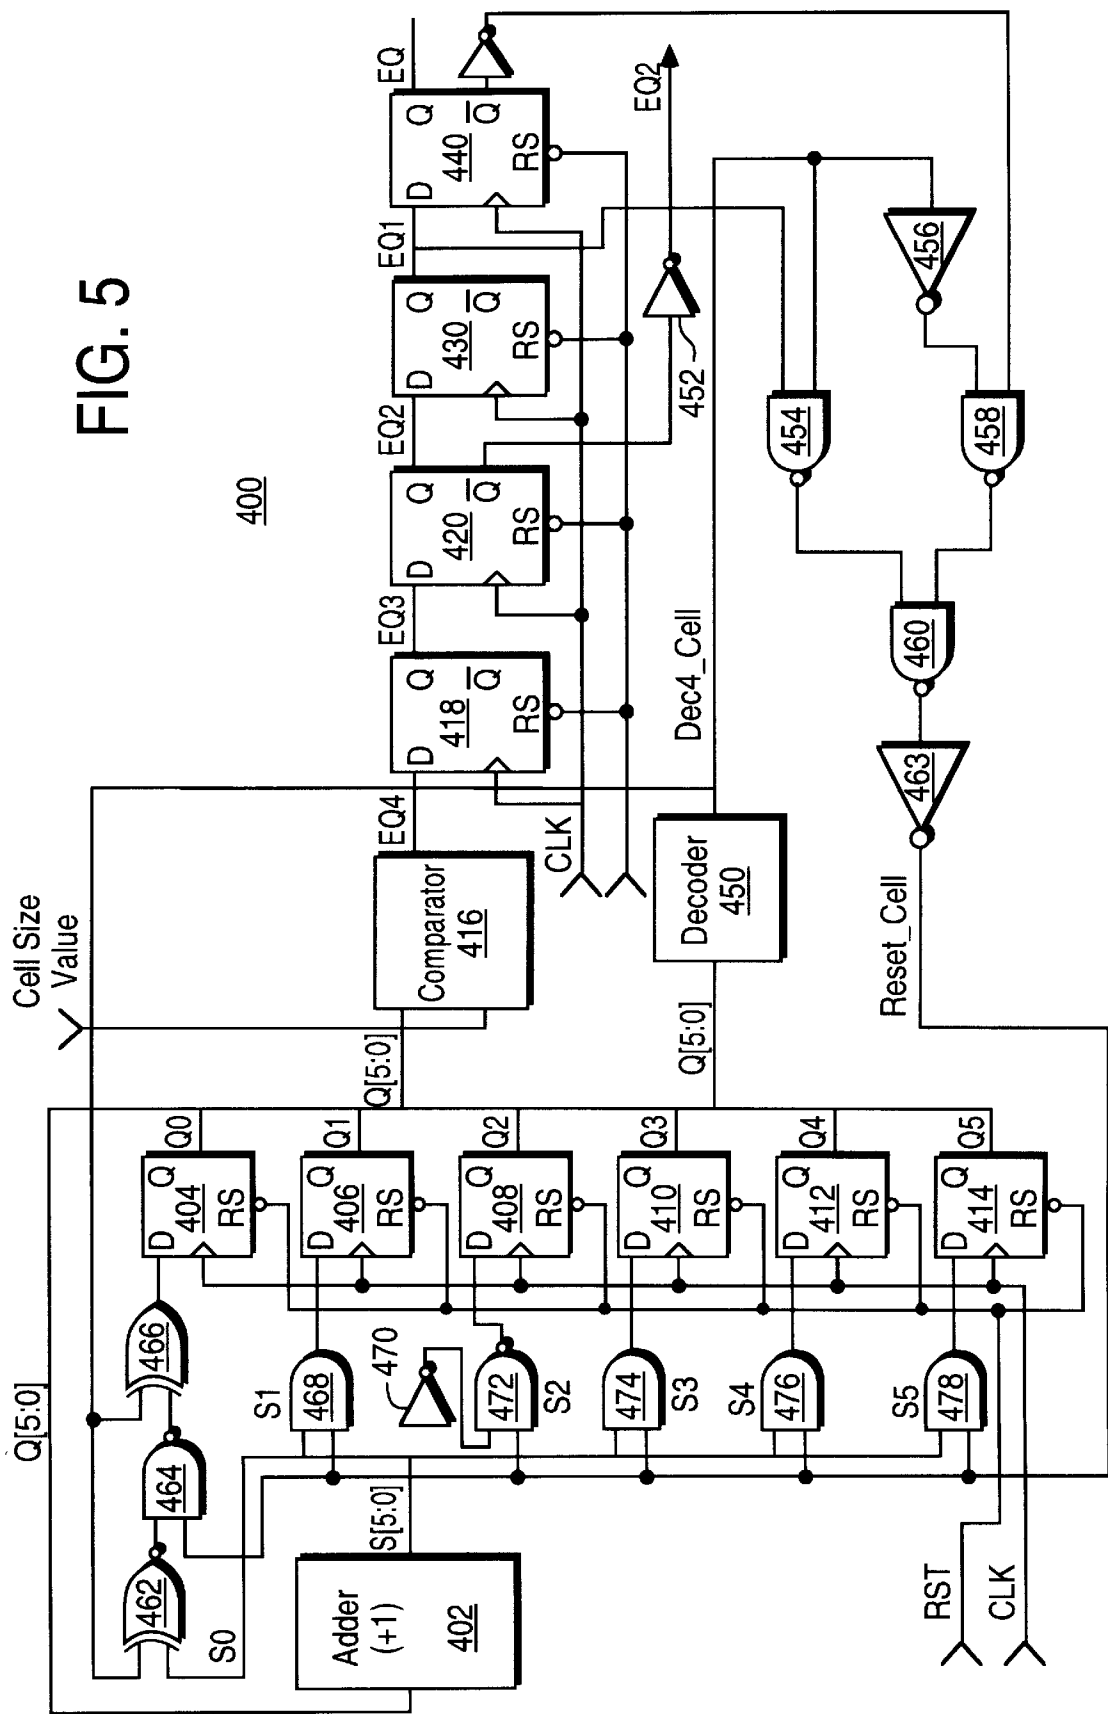 FIG. 5
400
Q[5:0]
Cell Size
Value
462
464
466
S0
Adder
(+1)
402
S[5:0]
S1
468
470
472
S2
474
S3
S4
476
S5
478
D
Q
404
RS
Q0
D
Q
406
RS
Q1
D
Q
408
RS
Q2
D
Q
410
RS
Q3
D
Q
412
RS
Q4
D
Q
414
RS
Q5
RST
CLK
Q[5:0]
Comparator
416
EQ4
D
Q
418
Q
RS
EQ3
D
Q
420
Q
RS
EQ2
D
Q
430
Q
RS
EQ1
D
Q
440
Q
RS
EQ
CLK
Q[5:0]
Decoder
450
Dec4_Cell
452
EQ2
454
456
458
460
463
Reset_Cell